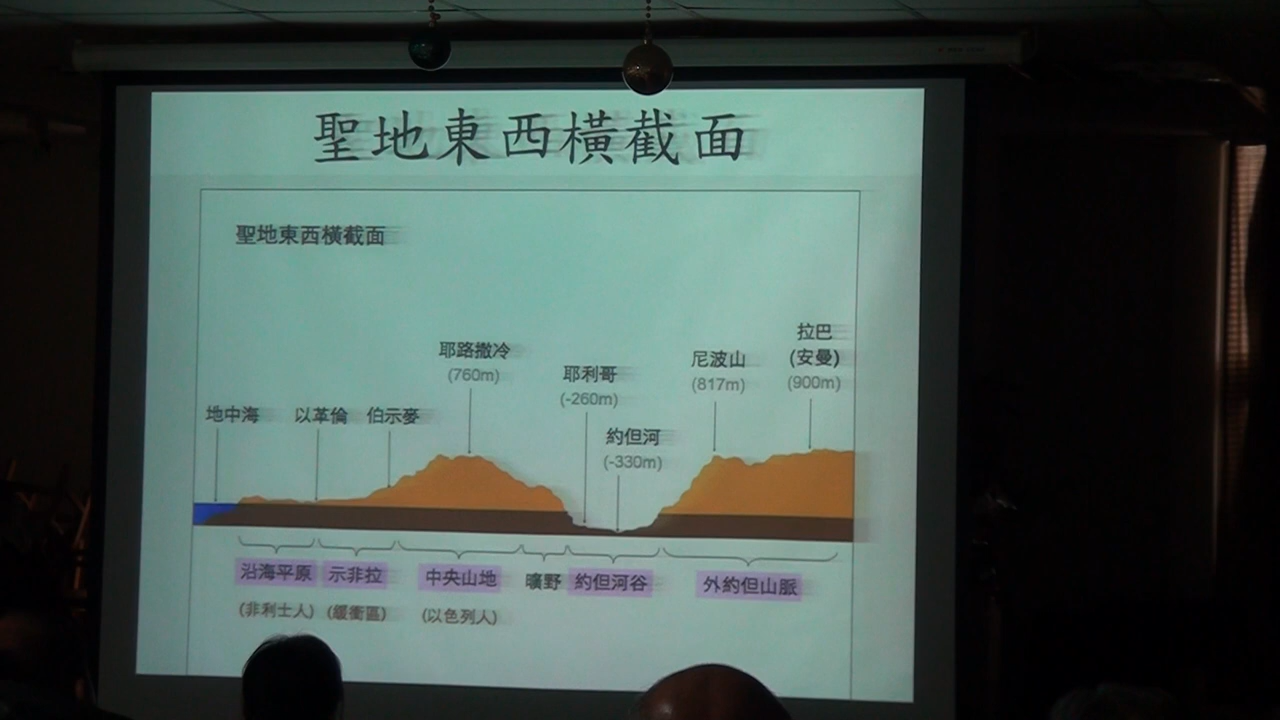 聖地東西橫截面
聖地東西橫截面
地中海
以革倫
伯示麥
耶路撒冷
(760m)
耶利哥
(-260m)
約但河
(-330m)
尼波山
(817m)
拉巴
(安曼)
(900m)
沿海平原
(非利士人)
示非拉
(緩衝區)
中央山地
(以色列人)
曠野
約但河谷
外約但山脈